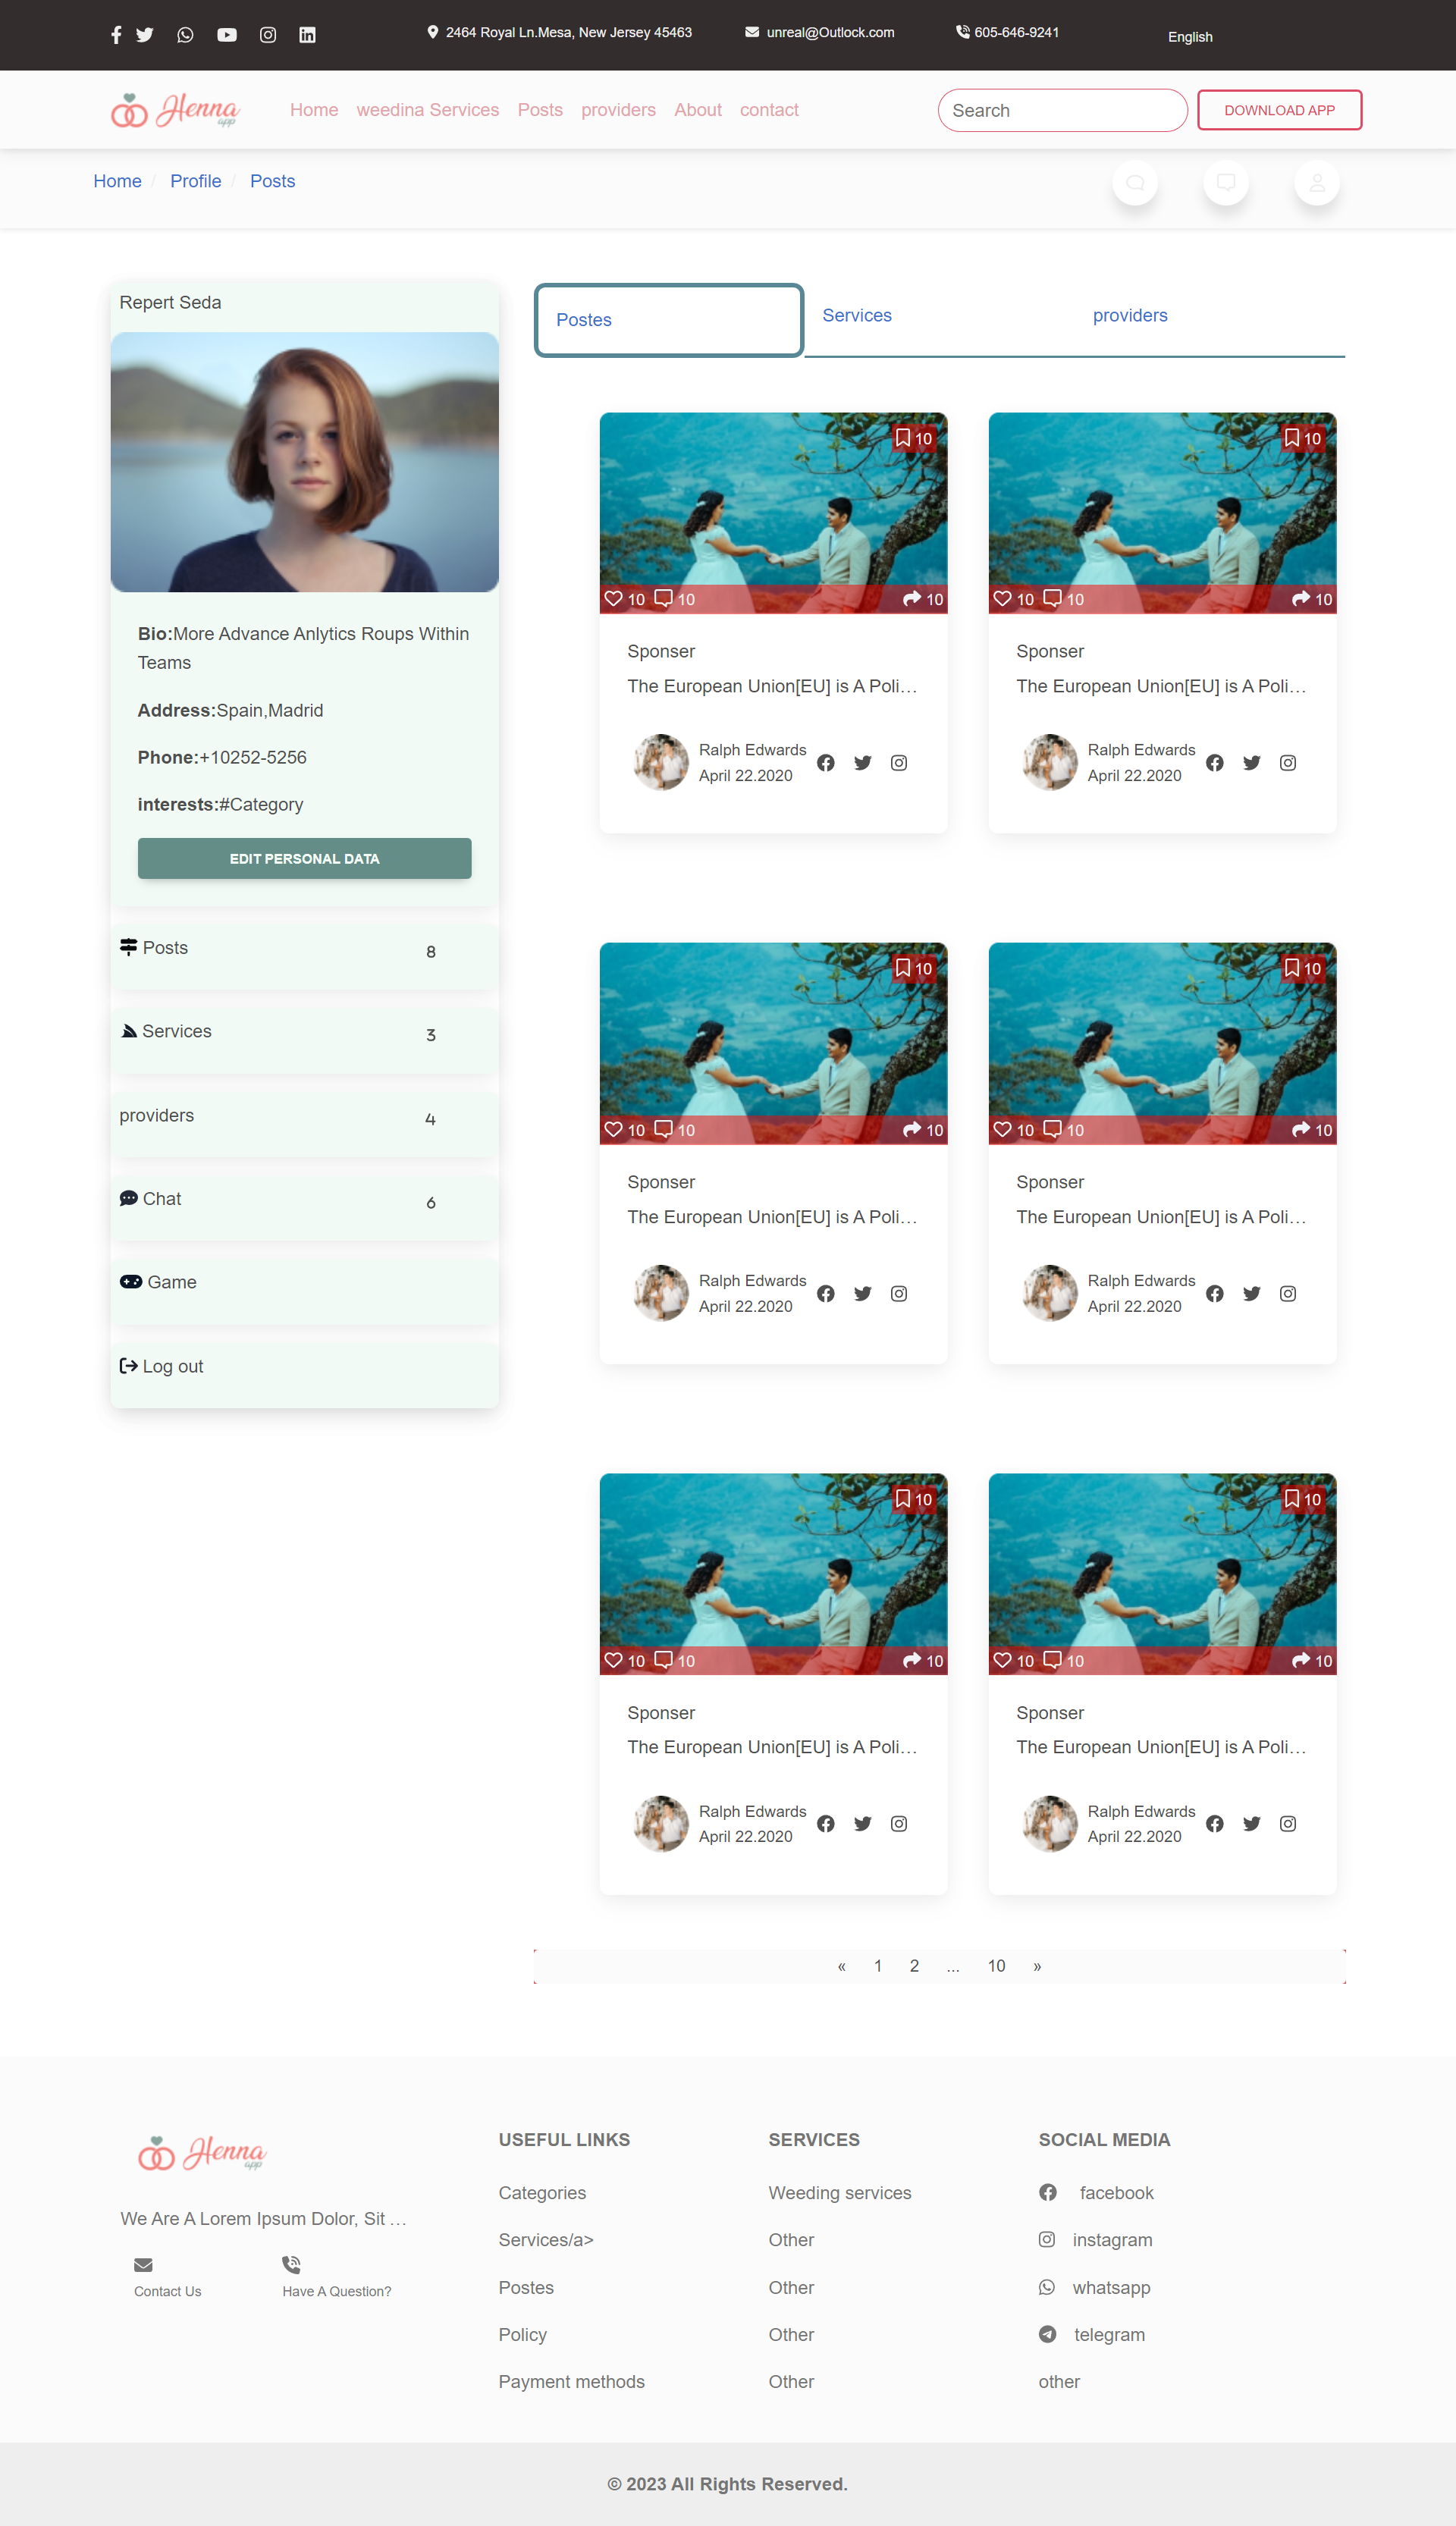 2464 Royal Ln.Mesa, New Jersey 45463
unreal@Outlock.com
605-646-9241
English
Henna
app
Home weedina Services Posts providers About contact
Search
DOWNLOAD APP
Home / Profile / Posts
Repert Seda
Bio:More Advance Anlytics Roups Within
Teams
Address:Spain,Madrid
Phone:+10252-5256
interests:#Category
EDIT PERSONAL DATA
Posts 8
Services 3
providers 4
Chat 6
Game
Log out
Postes Services providers
10
10 10 10
Sponser
The European Union[EU] is A Poli...
Ralph Edwards
April 22.2020
10
10 10 10
Sponser
The European Union[EU] is A Poli...
Ralph Edwards
April 22.2020
10
10 10 10
Sponser
The European Union[EU] is A Poli...
Ralph Edwards
April 22.2020
10
10 10 10
Sponser
The European Union[EU] is A Poli...
Ralph Edwards
April 22.2020
10
10 10 10
Sponser
The European Union[EU] is A Poli...
Ralph Edwards
April 22.2020
10
10 10 10
Sponser
The European Union[EU] is A Poli...
Ralph Edwards
April 22.2020
« 1 2 ... 10 »
Henna
app
We Are A Lorem Ipsum Dolor, Sit ...
Contact Us
Have A Question?
USEFUL LINKS
Categories
Services/a>
Postes
Policy
Payment methods
SERVICES
Weeding services
Other
Other
Other
Other
SOCIAL MEDIA
facebook
instagram
whatsapp
telegram
other
© 2023 All Rights Reserved.